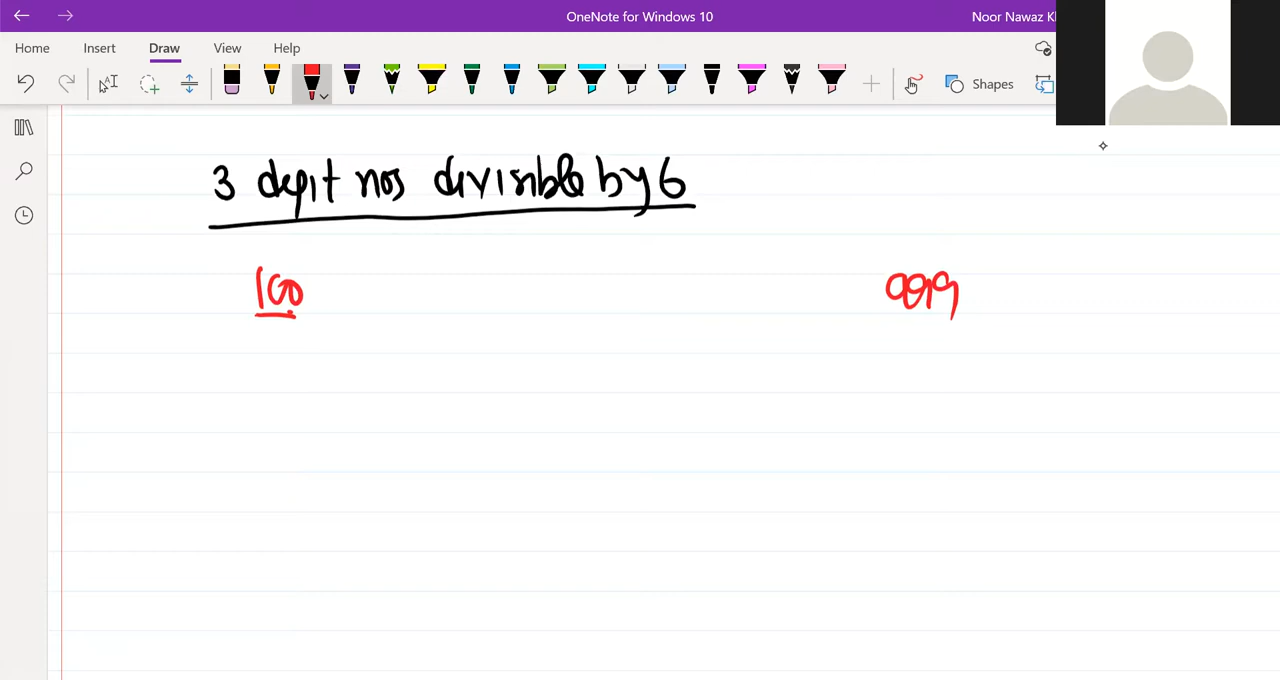 OneNote for Windows 10
Noor Nawaz Kl
Home Insert Draw View Help
Shapes
3 digit nos divisible by 6
100 999